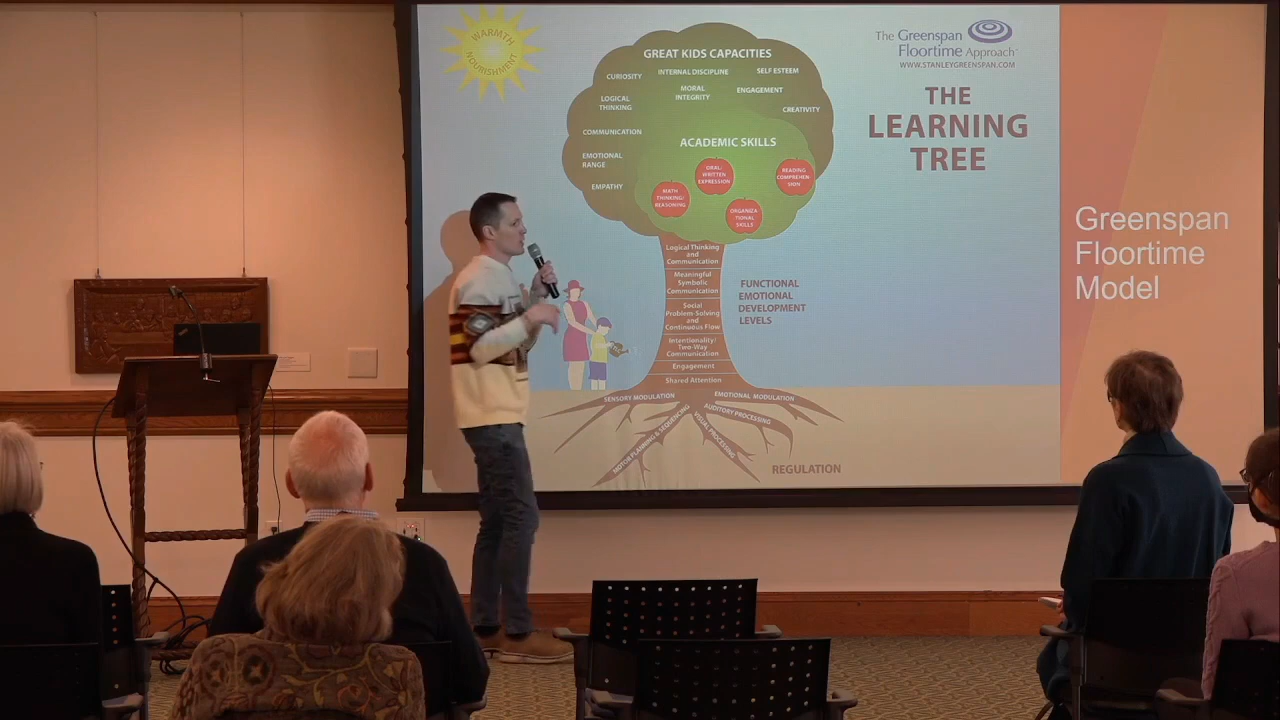 WARMTH
NOURISHMENT
GREAT KIDS CAPACITIES
CURIOSITY
INTERNAL DISCIPLINE
SELF ESTEEM
LOGICAL
THINKING
MORAL
INTEGRITY
ENGAGEMENT
CREATIVITY
COMMUNICATION
EMOTIONAL
RANGE
EMPATHY
ACADEMIC SKILLS
MATH
THINKING/
REASONING
WRITTEN
EXPRESSION
READING
COMPREHEN-
SION
ORGANIZA
TIONAL
SKILLS
The Greenspan
Floortime Approach
WWW.STANLEYGREENSPAN.COM
THE
LEARNING
TREE
Logical Thinking
and
Communication
Meaningful
Symbolic
Communication
Social
Problem-Solving
and
Continuous Flow
Intentionality/
Two-Way
Communication
Engagement
Shared Attention
FUNCTIONAL
EMOTIONAL
DEVELOPMENT
LEVELS
SENSORY MODULATION
EMOTIONAL MODULATION
AUDITORY PROCESSING
VISUAL PROCESSING
MOTOR PLANNING & SEQUENCING
REGULATION
Greenspan
Floortime
Model